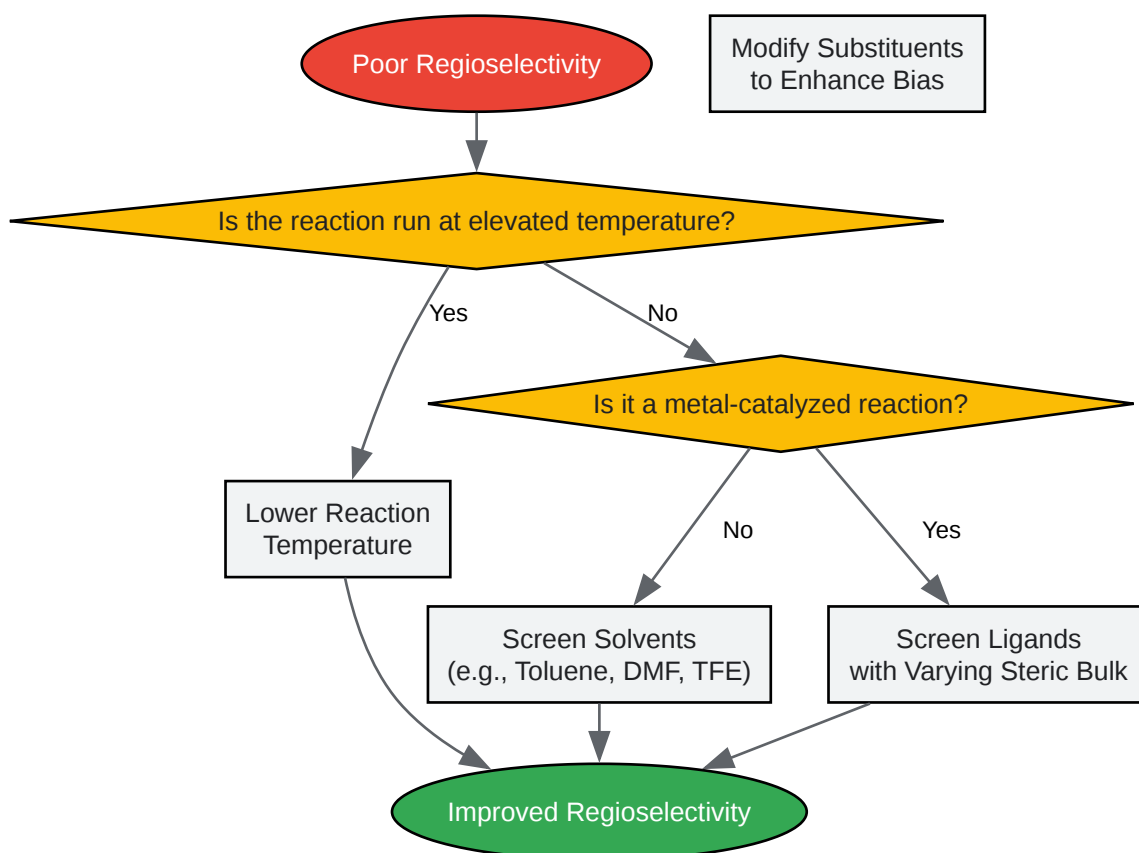 Poor Regioselectivity
Modify Substituents
to Enhance Bias
Is the reaction run at elevated temperature?
Yes
No
Is it a metal-catalyzed reaction?
Lower Reaction
Temperature
No
Yes
Screen Solvents
(e.g., Toluene, DMF, TFE)
Screen Ligands
with Varying Steric Bulk
Improved Regioselectivity